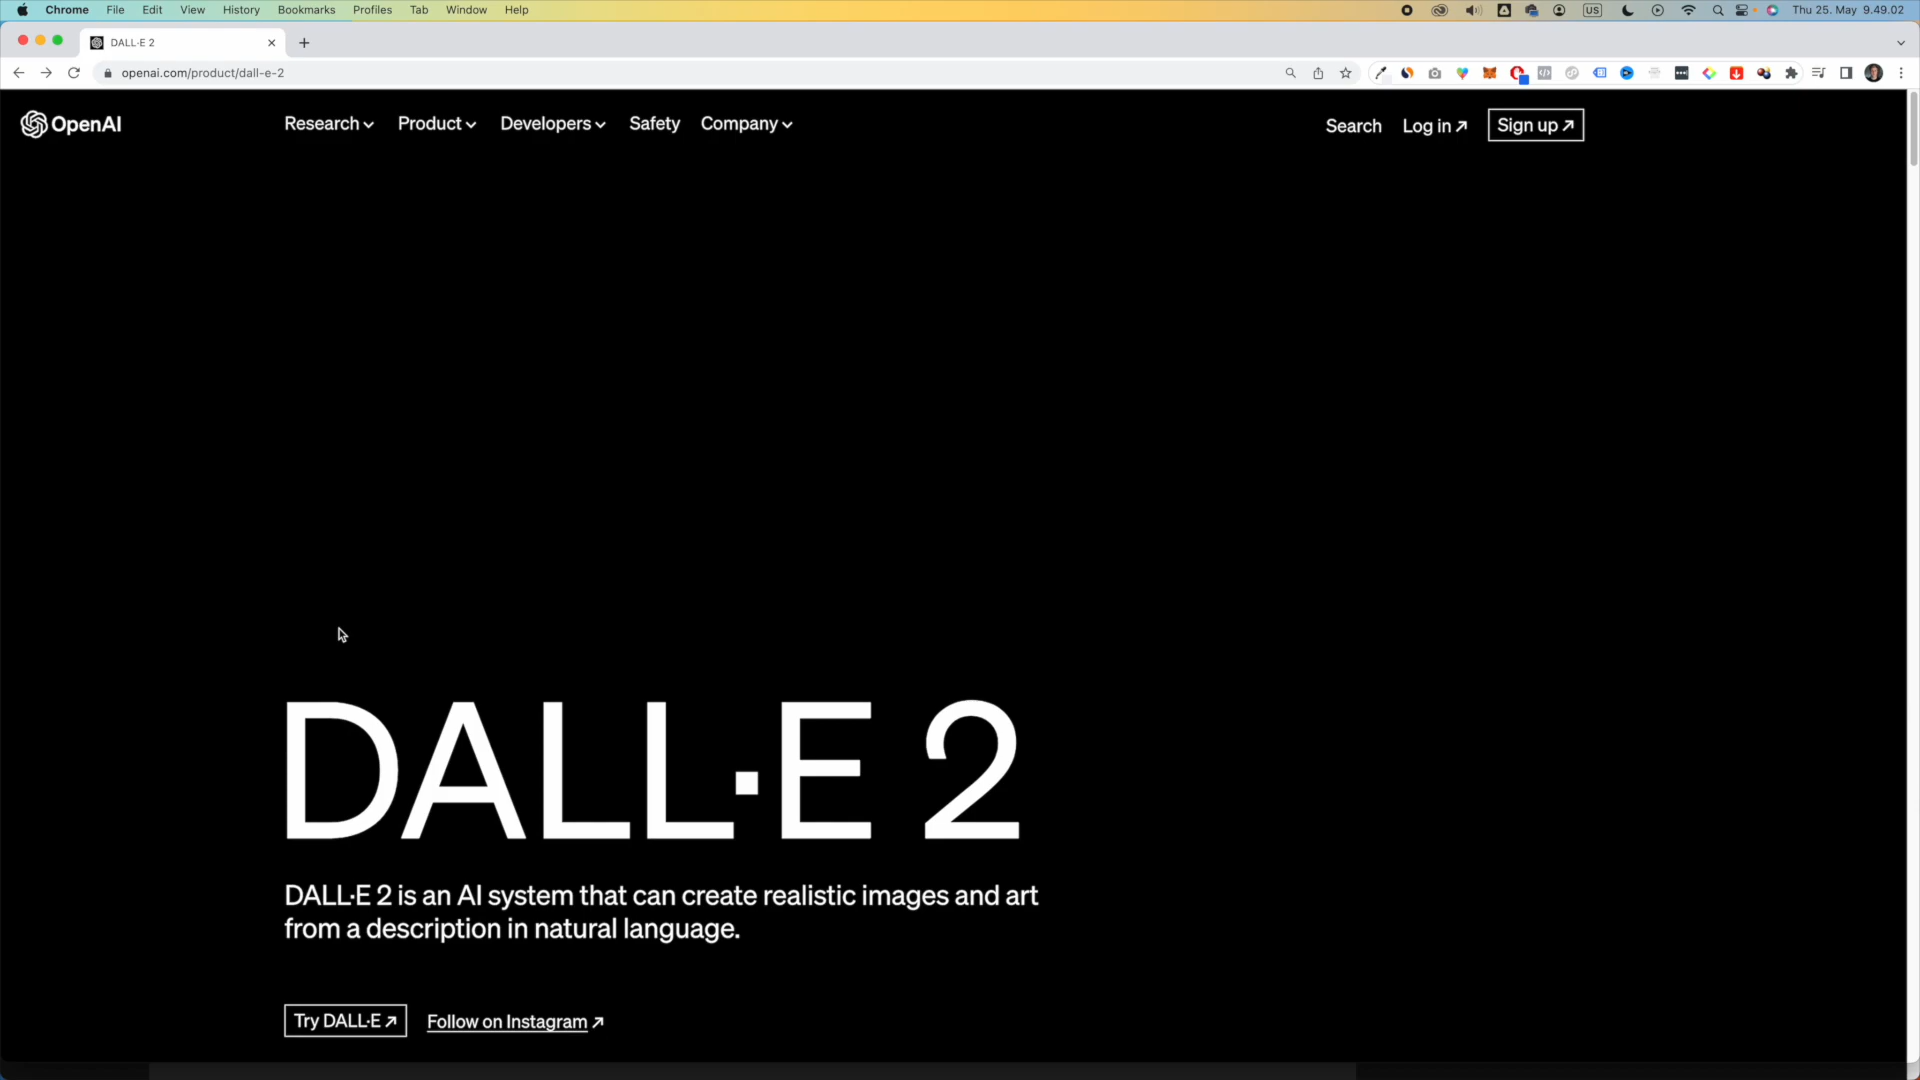 Chrome File Edit View History Bookmarks Profiles Tab Window Help US Thu 25. May 9.49.02
DALL·E 2
openai.com/product/dall-e-2
OpenAI Research Product Developers Safety Company Search Log in Sign up
DALL·E 2
DALL·E 2 is an AI system that can create realistic images and art
from a description in natural language.
Try DALL·E Follow on Instagram